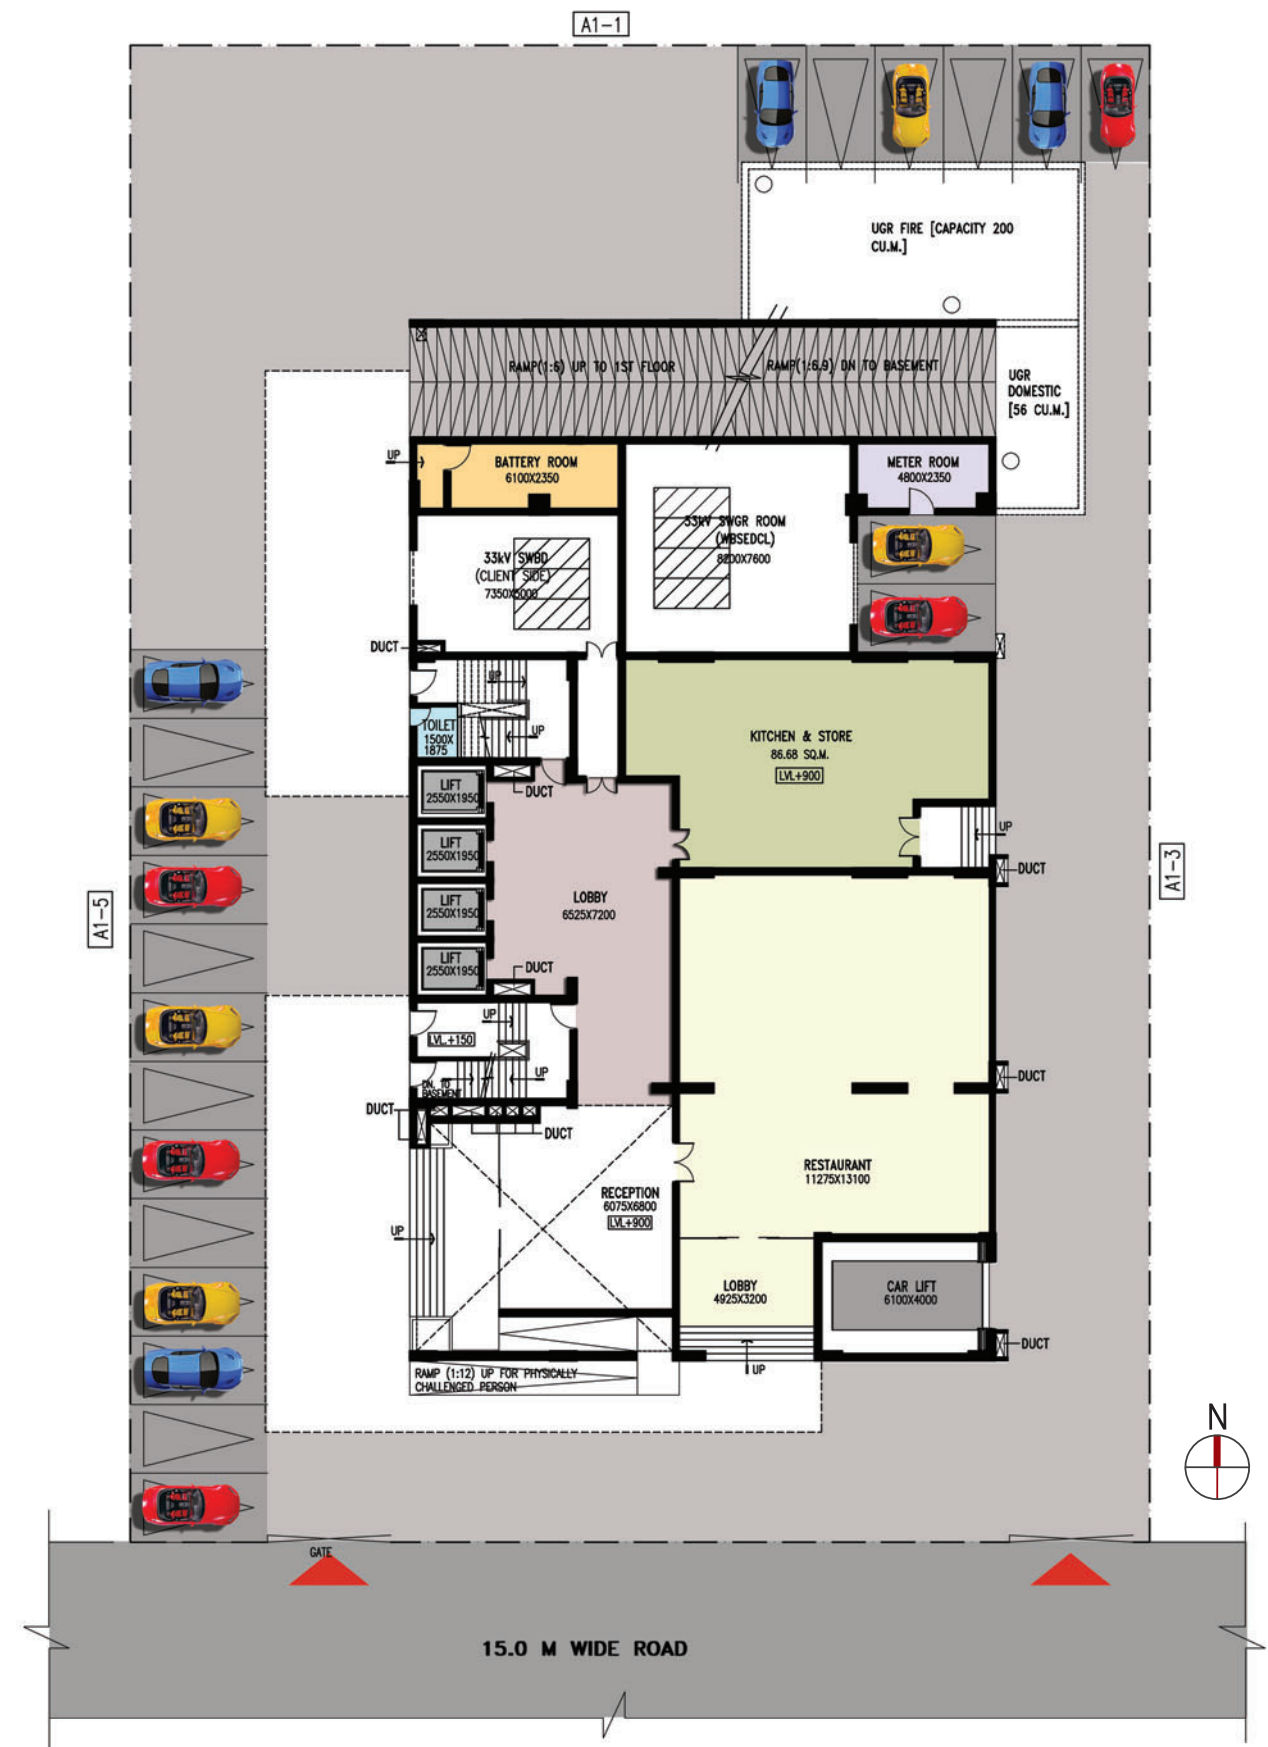 A1-1
UGR FIRE [CAPACITY 200
CU.M.]
RAMP(1:6) UP TO 1ST FLOOR
RAMP(1:6.9) DN TO BASEMENT
UGR
DOMESTIC
[56 CU.M.]
UP
BATTERY ROOM
6100X2350
METER ROOM
4800X2350
33kV SWGR ROOM
(WBSEDCL)
8200X7600
33kV SWBD
(CLIENT SIDE)
7350X5000
DUCT
UP
TOILET
1500X
1875
UP
KITCHEN & STORE
86.68 SQ.M.
LVL+900
LIFT
2550X1950
DUCT
UP
LIFT
2550X1950
DUCT
A1-3
LIFT
2550X1950
LOBBY
6525X7200
A1-5
LIFT
2550X1950
DUCT
UP
LVL.+150
UP
DN. TO
BASEMENT
DUCT
DUCT
DUCT
RESTAURANT
11275X13100
RECEPTION
6075X6800
LVL+900
UP
LOBBY
4925X3200
CAR LIFT
6100X4000
DUCT
UP
RAMP (1:12) UP FOR PHYSICALLY
CHALLENGED PERSON
N
GATE
15.0 M WIDE ROAD